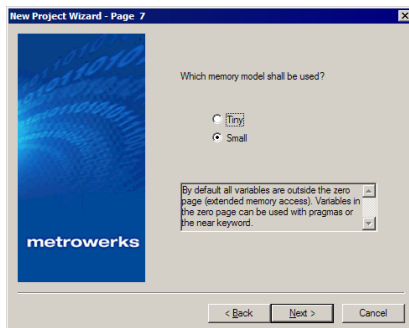 New Project Wizard - Page 7
Which memory model shall be used?
Tiny
Small
By default all variables are outside the zero
page (extended memory access). Variables in
the zero page can be used with pragmas or
the near keyword.
metrowerks
< Back
Next >
Cancel